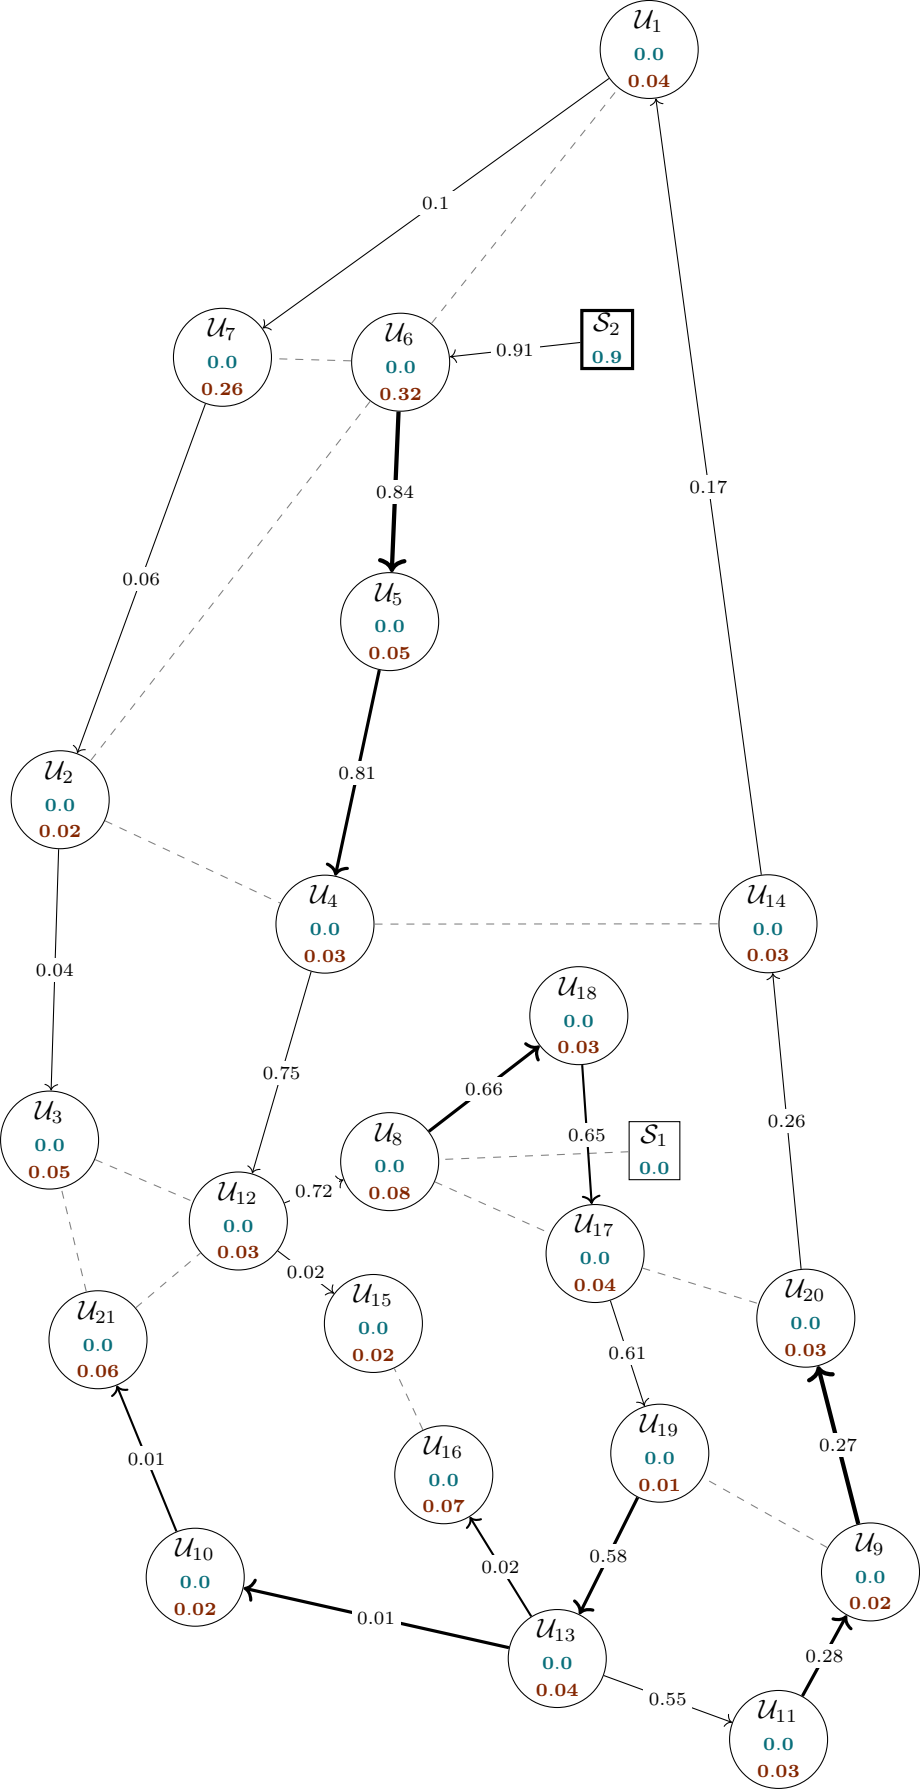 𝒰₁
0.0
0.04
0.1
𝒰₇
0.0
0.26
𝒰₆
0.0
0.32
0.91
𝒮₂
0.9
0.84
0.17
0.06
𝒰₅
0.0
0.05
0.81
𝒰₂
0.0
0.02
𝒰₄
0.0
0.03
𝒰₁₄
0.0
0.03
0.04
𝒰₁₈
0.0
0.03
0.75
0.66
𝒰₃
0.0
0.05
𝒰₈
0.0
0.08
0.65
𝒮₁
0.0
0.26
𝒰₁₂
0.0
0.03
0.72
𝒰₁₇
0.0
0.04
0.02
𝒰₂₁
0.0
0.06
𝒰₁₅
0.0
0.02
𝒰₂₀
0.0
0.03
0.61
0.01
𝒰₁₆
0.0
0.07
𝒰₁₉
0.0
0.01
0.27
𝒰₁₀
0.0
0.02
0.02
0.58
𝒰₉
0.0
0.02
0.01
𝒰₁₃
0.0
0.04
0.28
0.55
𝒰₁₁
0.0
0.03